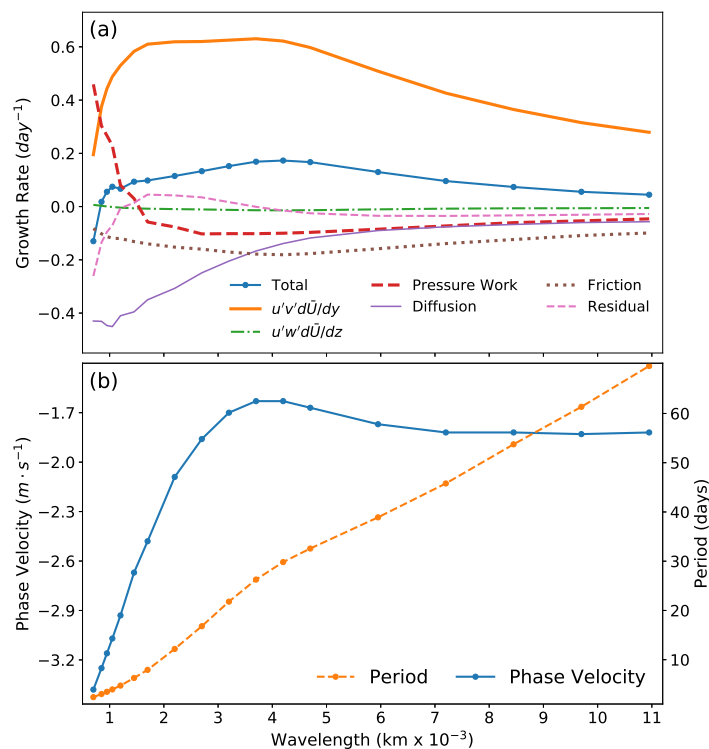 (a)
Growth Rate (day⁻¹)
0.6
0.4
0.2
0.0
−0.2
−0.4
Total
u'v'dŪ/dy
u'w'dŪ/dz
Pressure Work
Diffusion
Friction
Residual
(b)
Phase Velocity (m · s⁻¹)
−1.7
−2.0
−2.3
−2.6
−2.9
−3.2
60
50
40
30
20
10
Period (days)
Period
Phase Velocity
1 2 3 4 5 6 7 8 9 10 11
Wavelength (km x 10⁻³)